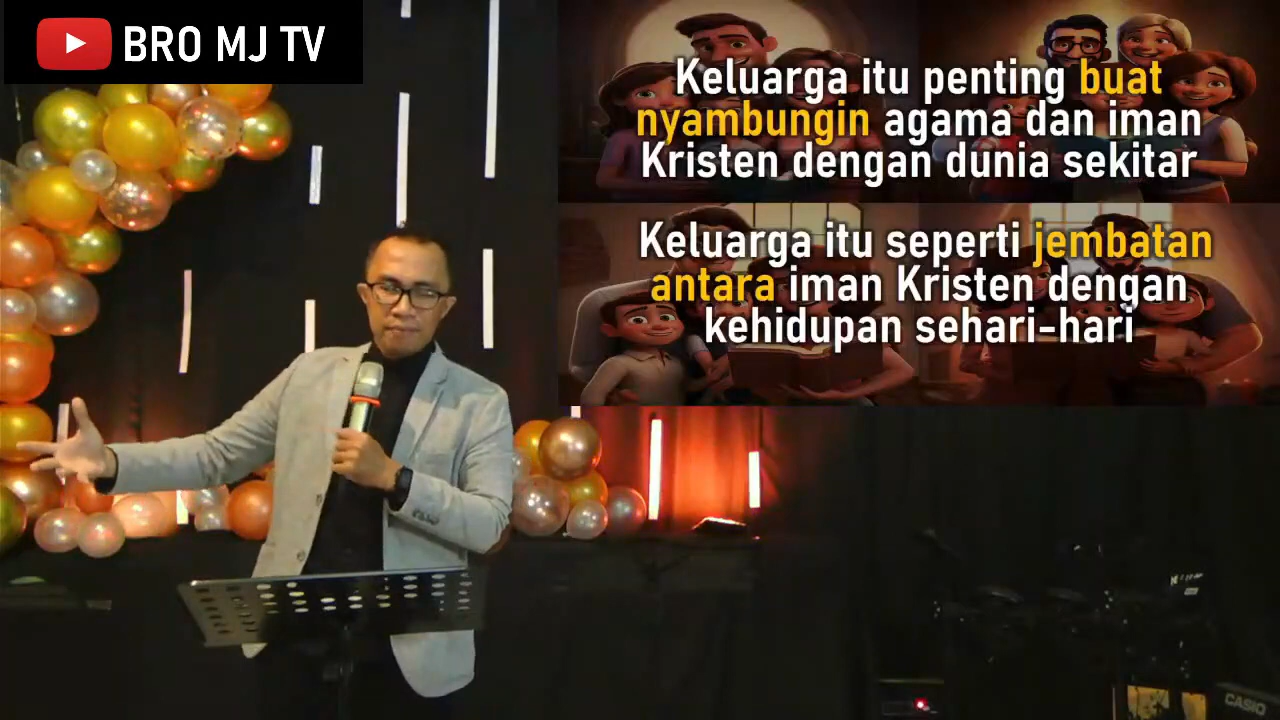 BRO MJ TV
Keluarga itu penting buat
nyambungin agama dan iman
Kristen dengan dunia sekitar
Keluarga itu seperti jembatan
antara iman Kristen dengan
kehidupan sehari-hari
CASIO